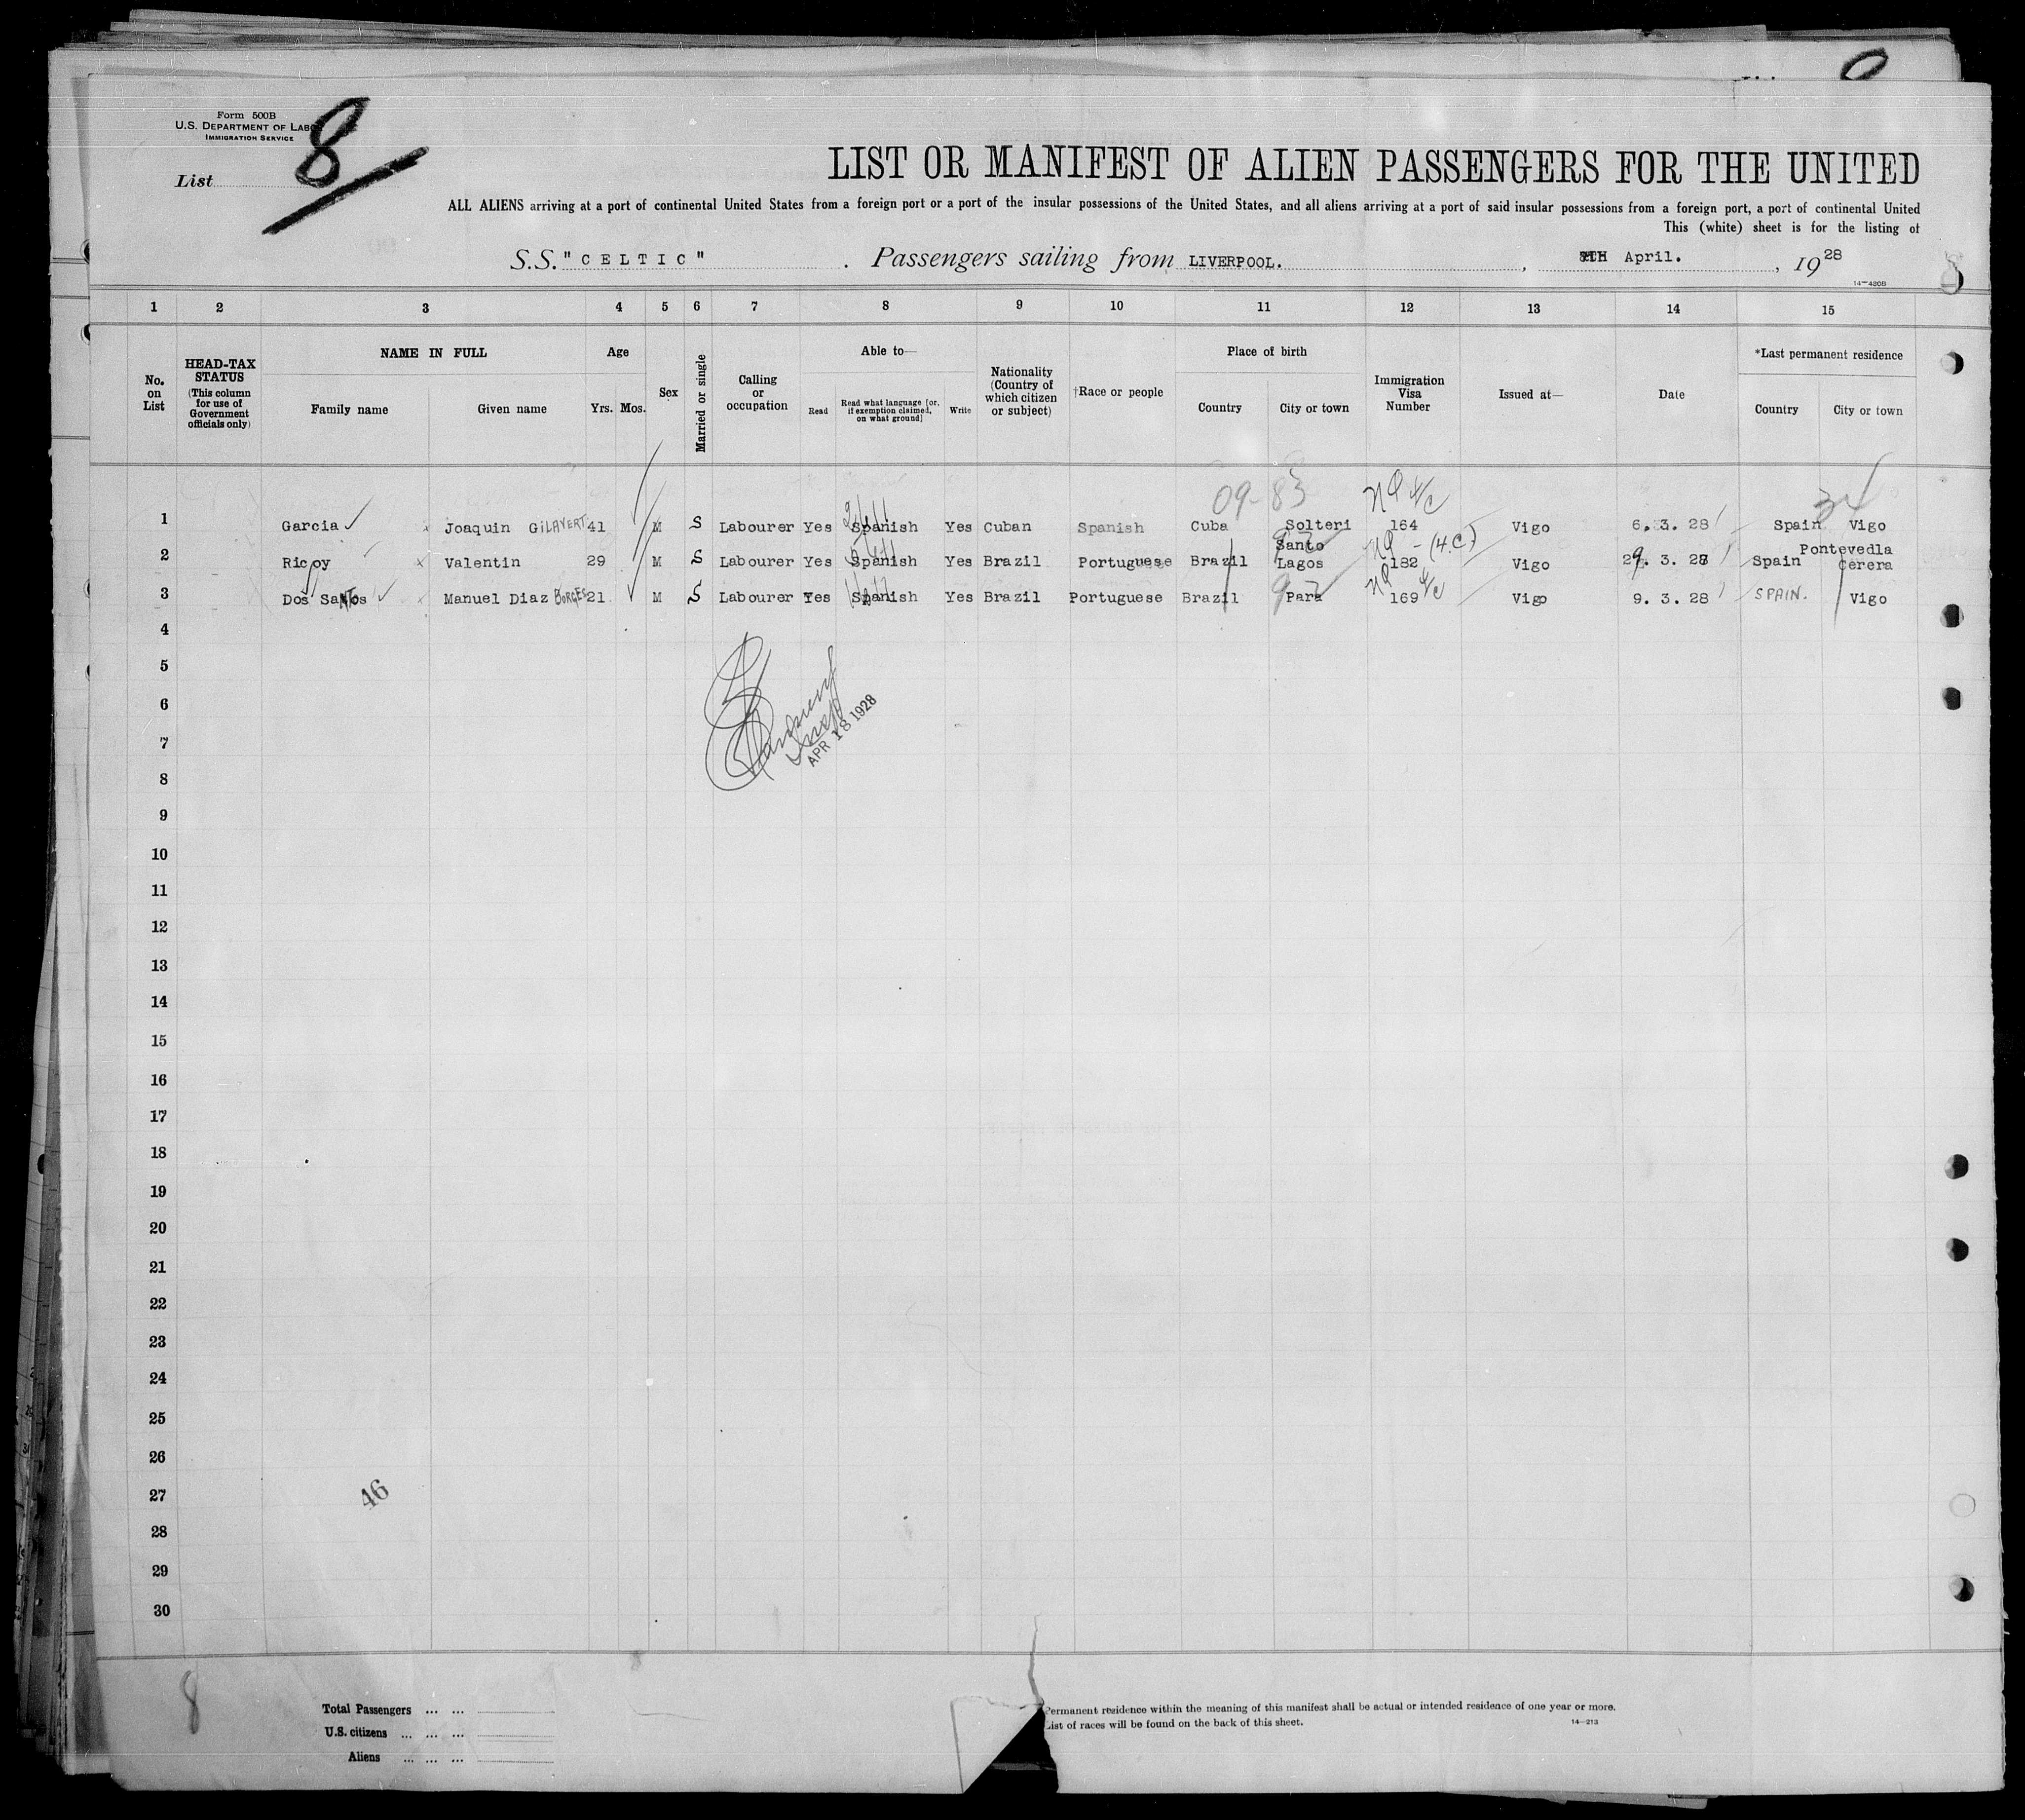 Form 500B
U.S. DEPARTMENT OF LABOR
IMMIGRATION SERVICE
List 8
LIST OR MANIFEST OF ALIEN PASSENGERS FOR THE UNITED
ALL ALIENS arriving at a port of continental United States from a foreign port or a port of the insular possessions of the United States, and all aliens arriving at a port of said insular possessions from a foreign port, a port of continental United
This (white) sheet is for the listing of
S.S. "CELTIC" . Passengers sailing from LIVERPOOL. , April. , 1928
14—420B
1 2 3 4 5 6 7 8 9 10 11 12 13 14 15
No. on List
HEAD-TAX STATUS (This column for use of Government officials only)
NAME IN FULL
Family name Given name
Age
Yrs. Mos.
Sex
Married or single
Calling or occupation
Able to—
Read
Read what language [or, if exemption claimed, on what ground]
Write
Nationality (Country of which citizen or subject)
†Race or people
Place of birth
Country City or town
Immigration Visa Number
Issued at—
Date
*Last permanent residence
Country City or town
09-83
34
1 Garcia Joaquin GILAVERT 41 M S Labourer Yes Spanish Yes Cuban Spanish Cuba Solteri 164 Vigo 6. 3. 28 Spain Vigo
2 Ricoy Valentin 29 M S Labourer Yes Spanish Yes Brazil Portuguese Brazil Santo Lagos 182 (4.C.) Vigo 29. 3. 28 Spain Pontevedla Cerera
3 Dos Santos Manuel Diaz BORGES 21 M S Labourer Yes Spanish Yes Brazil Portuguese Brazil Para 169 Vigo 9. 3. 28 SPAIN. Vigo
4
5
6
APR 18 1928
7
8
9
10
11
12
13
14
15
16
17
18
19
20
21
22
23
24
25
26
27
46
28
29
30
8
Total Passengers ... ...
U.S. citizens ... ... ...
Aliens ... ... ...
Permanent residence within the meaning of this manifest shall be actual or intended residence of one year or more.
List of races will be found on the back of this sheet.
14—213